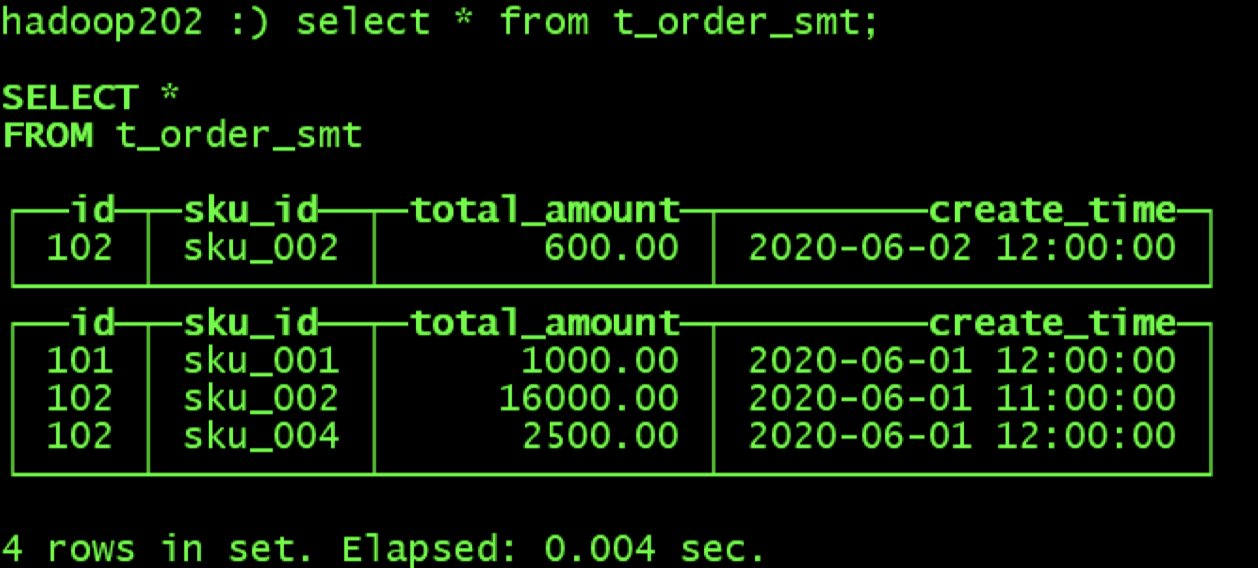 hadoop202 :) select * from t_order_smt;
SELECT *
FROM t_order_smt
id sku_id total_amount create_time
102 sku_002 600.00 2020-06-02 12:00:00
id sku_id total_amount create_time
101 sku_001 1000.00 2020-06-01 12:00:00
102 sku_002 16000.00 2020-06-01 11:00:00
102 sku_004 2500.00 2020-06-01 12:00:00
4 rows in set. Elapsed: 0.004 sec.